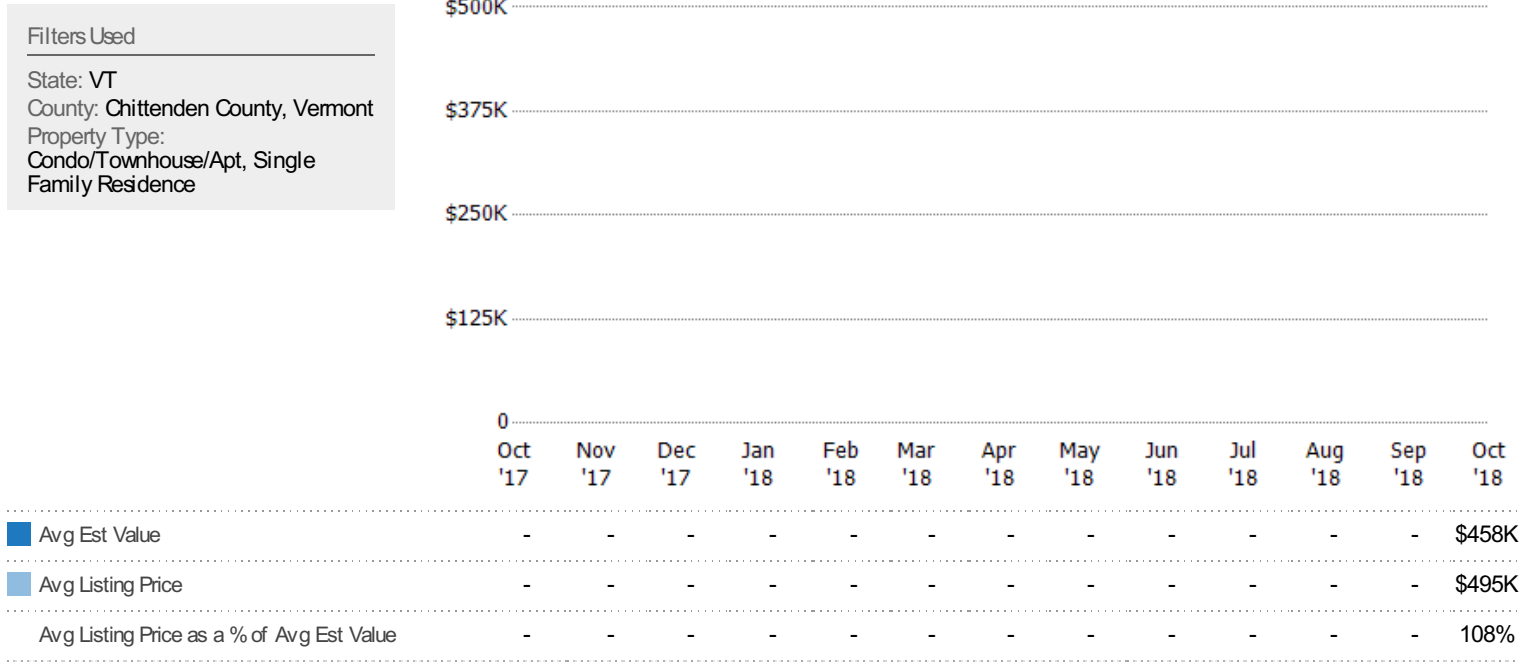 Filters Used
State: VT
County: Chittenden County, Vermont
Property Type:
Condo/Townhouse/Apt, Single
Family Residence
$500K
$375K
$250K
$125K
0
Oct Nov Dec Jan Feb Mar Apr May Jun Jul Aug Sep Oct
'17 '17 '17 '18 '18 '18 '18 '18 '18 '18 '18 '18 '18
Avg Est Value - - - - - - - - - - - - $458K
Avg Listing Price - - - - - - - - - - - - $495K
Avg Listing Price as a % of Avg Est Value - - - - - - - - - - - - 108%